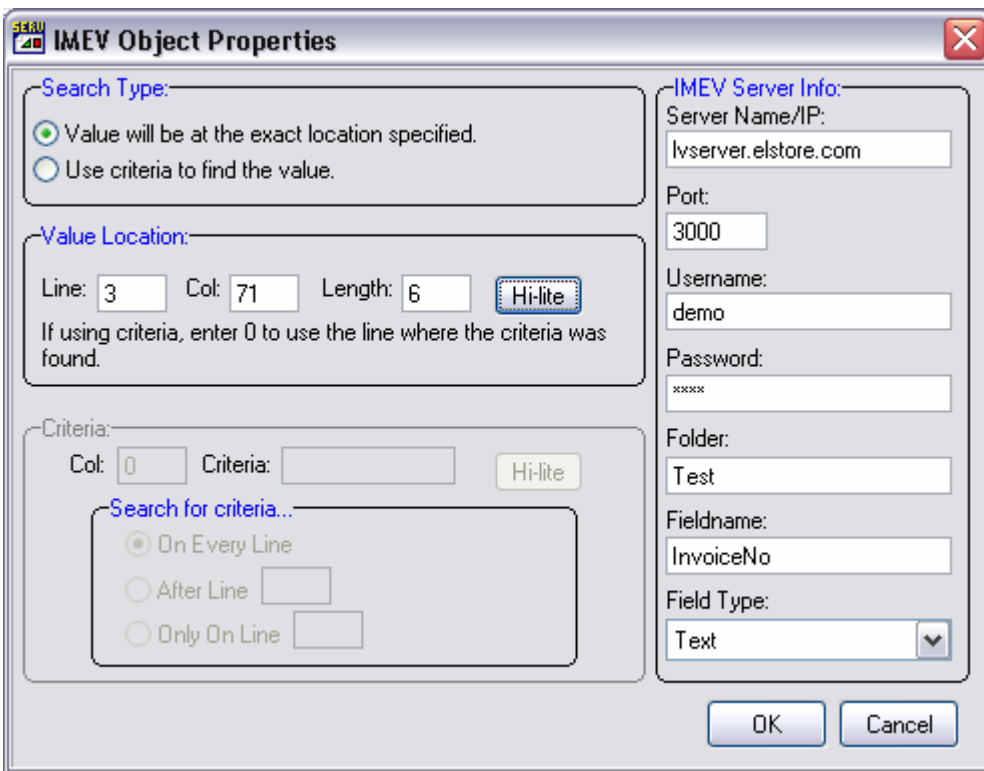 SERV
IMEV Object Properties
Search Type:
Value will be at the exact location specified.
Use criteria to find the value.
Value Location:
Line: 3 Col: 71 Length: 6 Hi-lite
If using criteria, enter 0 to use the line where the criteria was
found.
Criteria:
Col: 0 Criteria: Hi-lite
Search for criteria...
On Every Line
After Line
Only On Line
IMEV Server Info:
Server Name/IP:
lvserver.elstore.com
Port:
3000
Username:
demo
Password:
****
Folder:
Test
Fieldname:
InvoiceNo
Field Type:
Text
OK Cancel